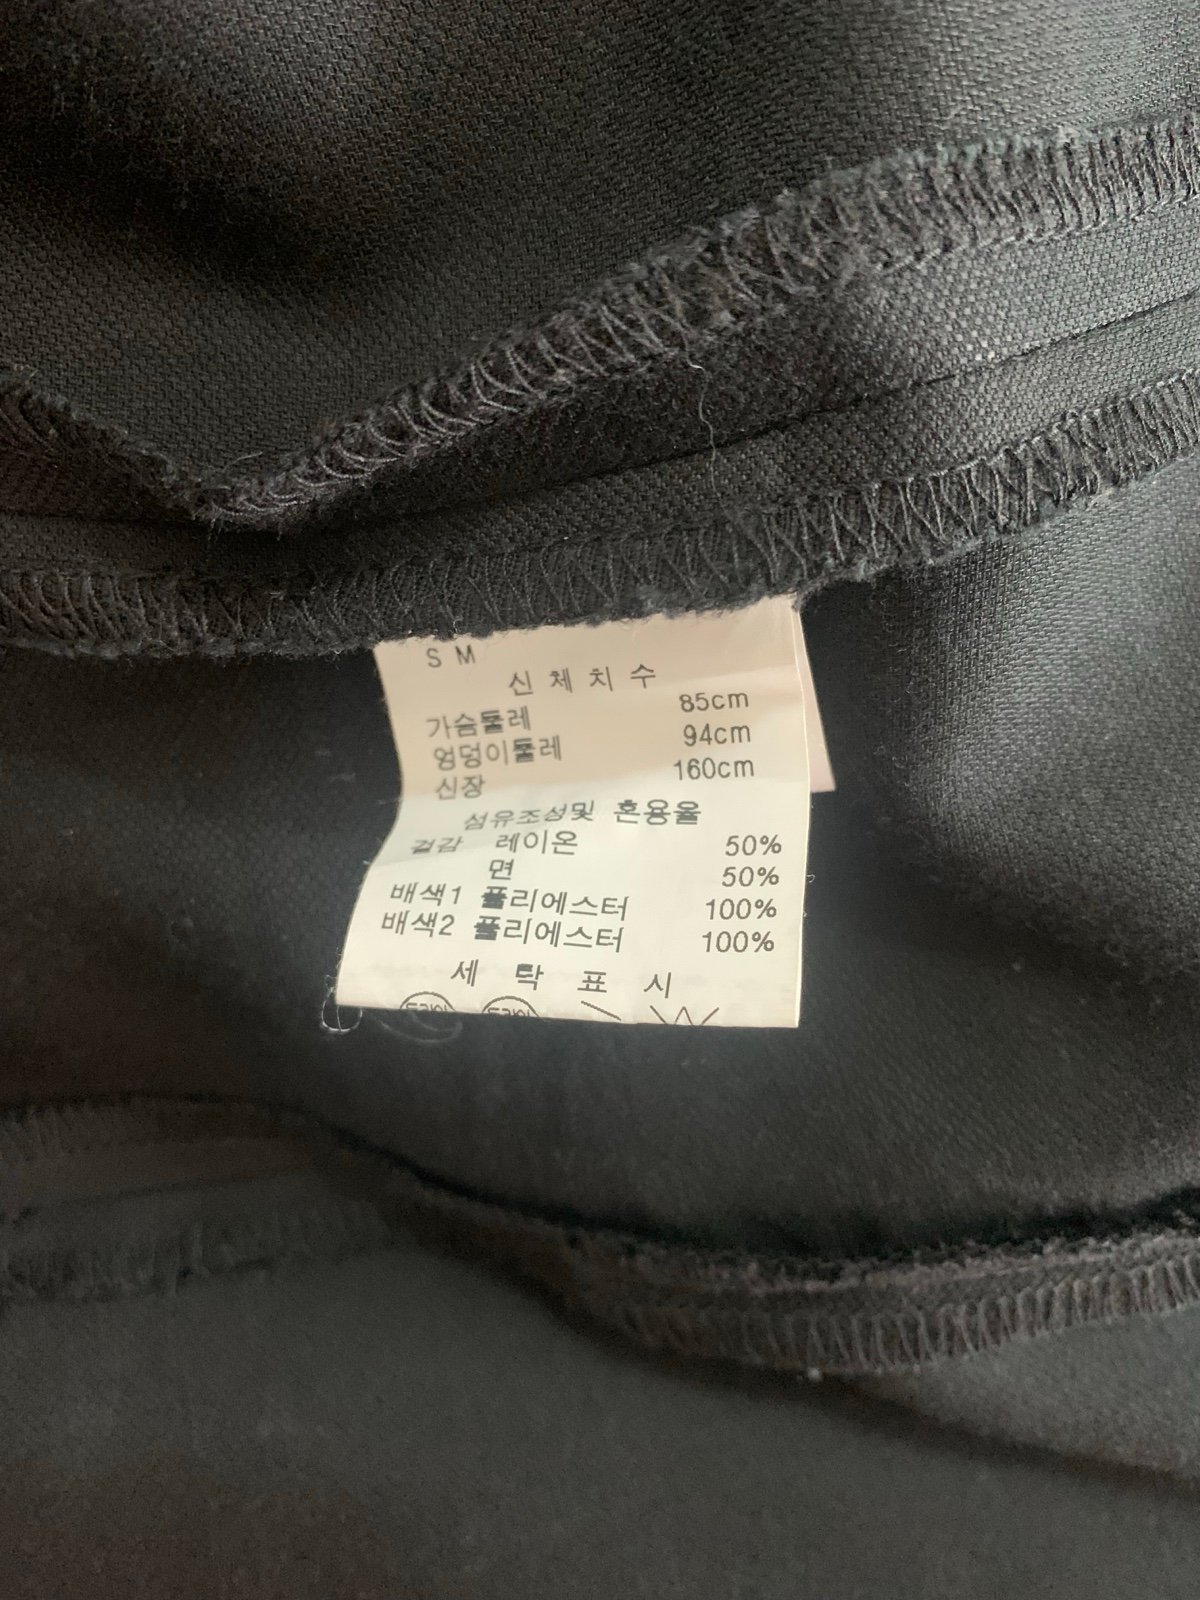 S M
신 체 치 수
가슴둘레 85cm
엉덩이둘레 94cm
신장 160cm
섬유조성및 혼용율
겉감 레이온 50%
면 50%
배색1 폴리에스터 100%
배색2 폴리에스터 100%
세 탁 표 시